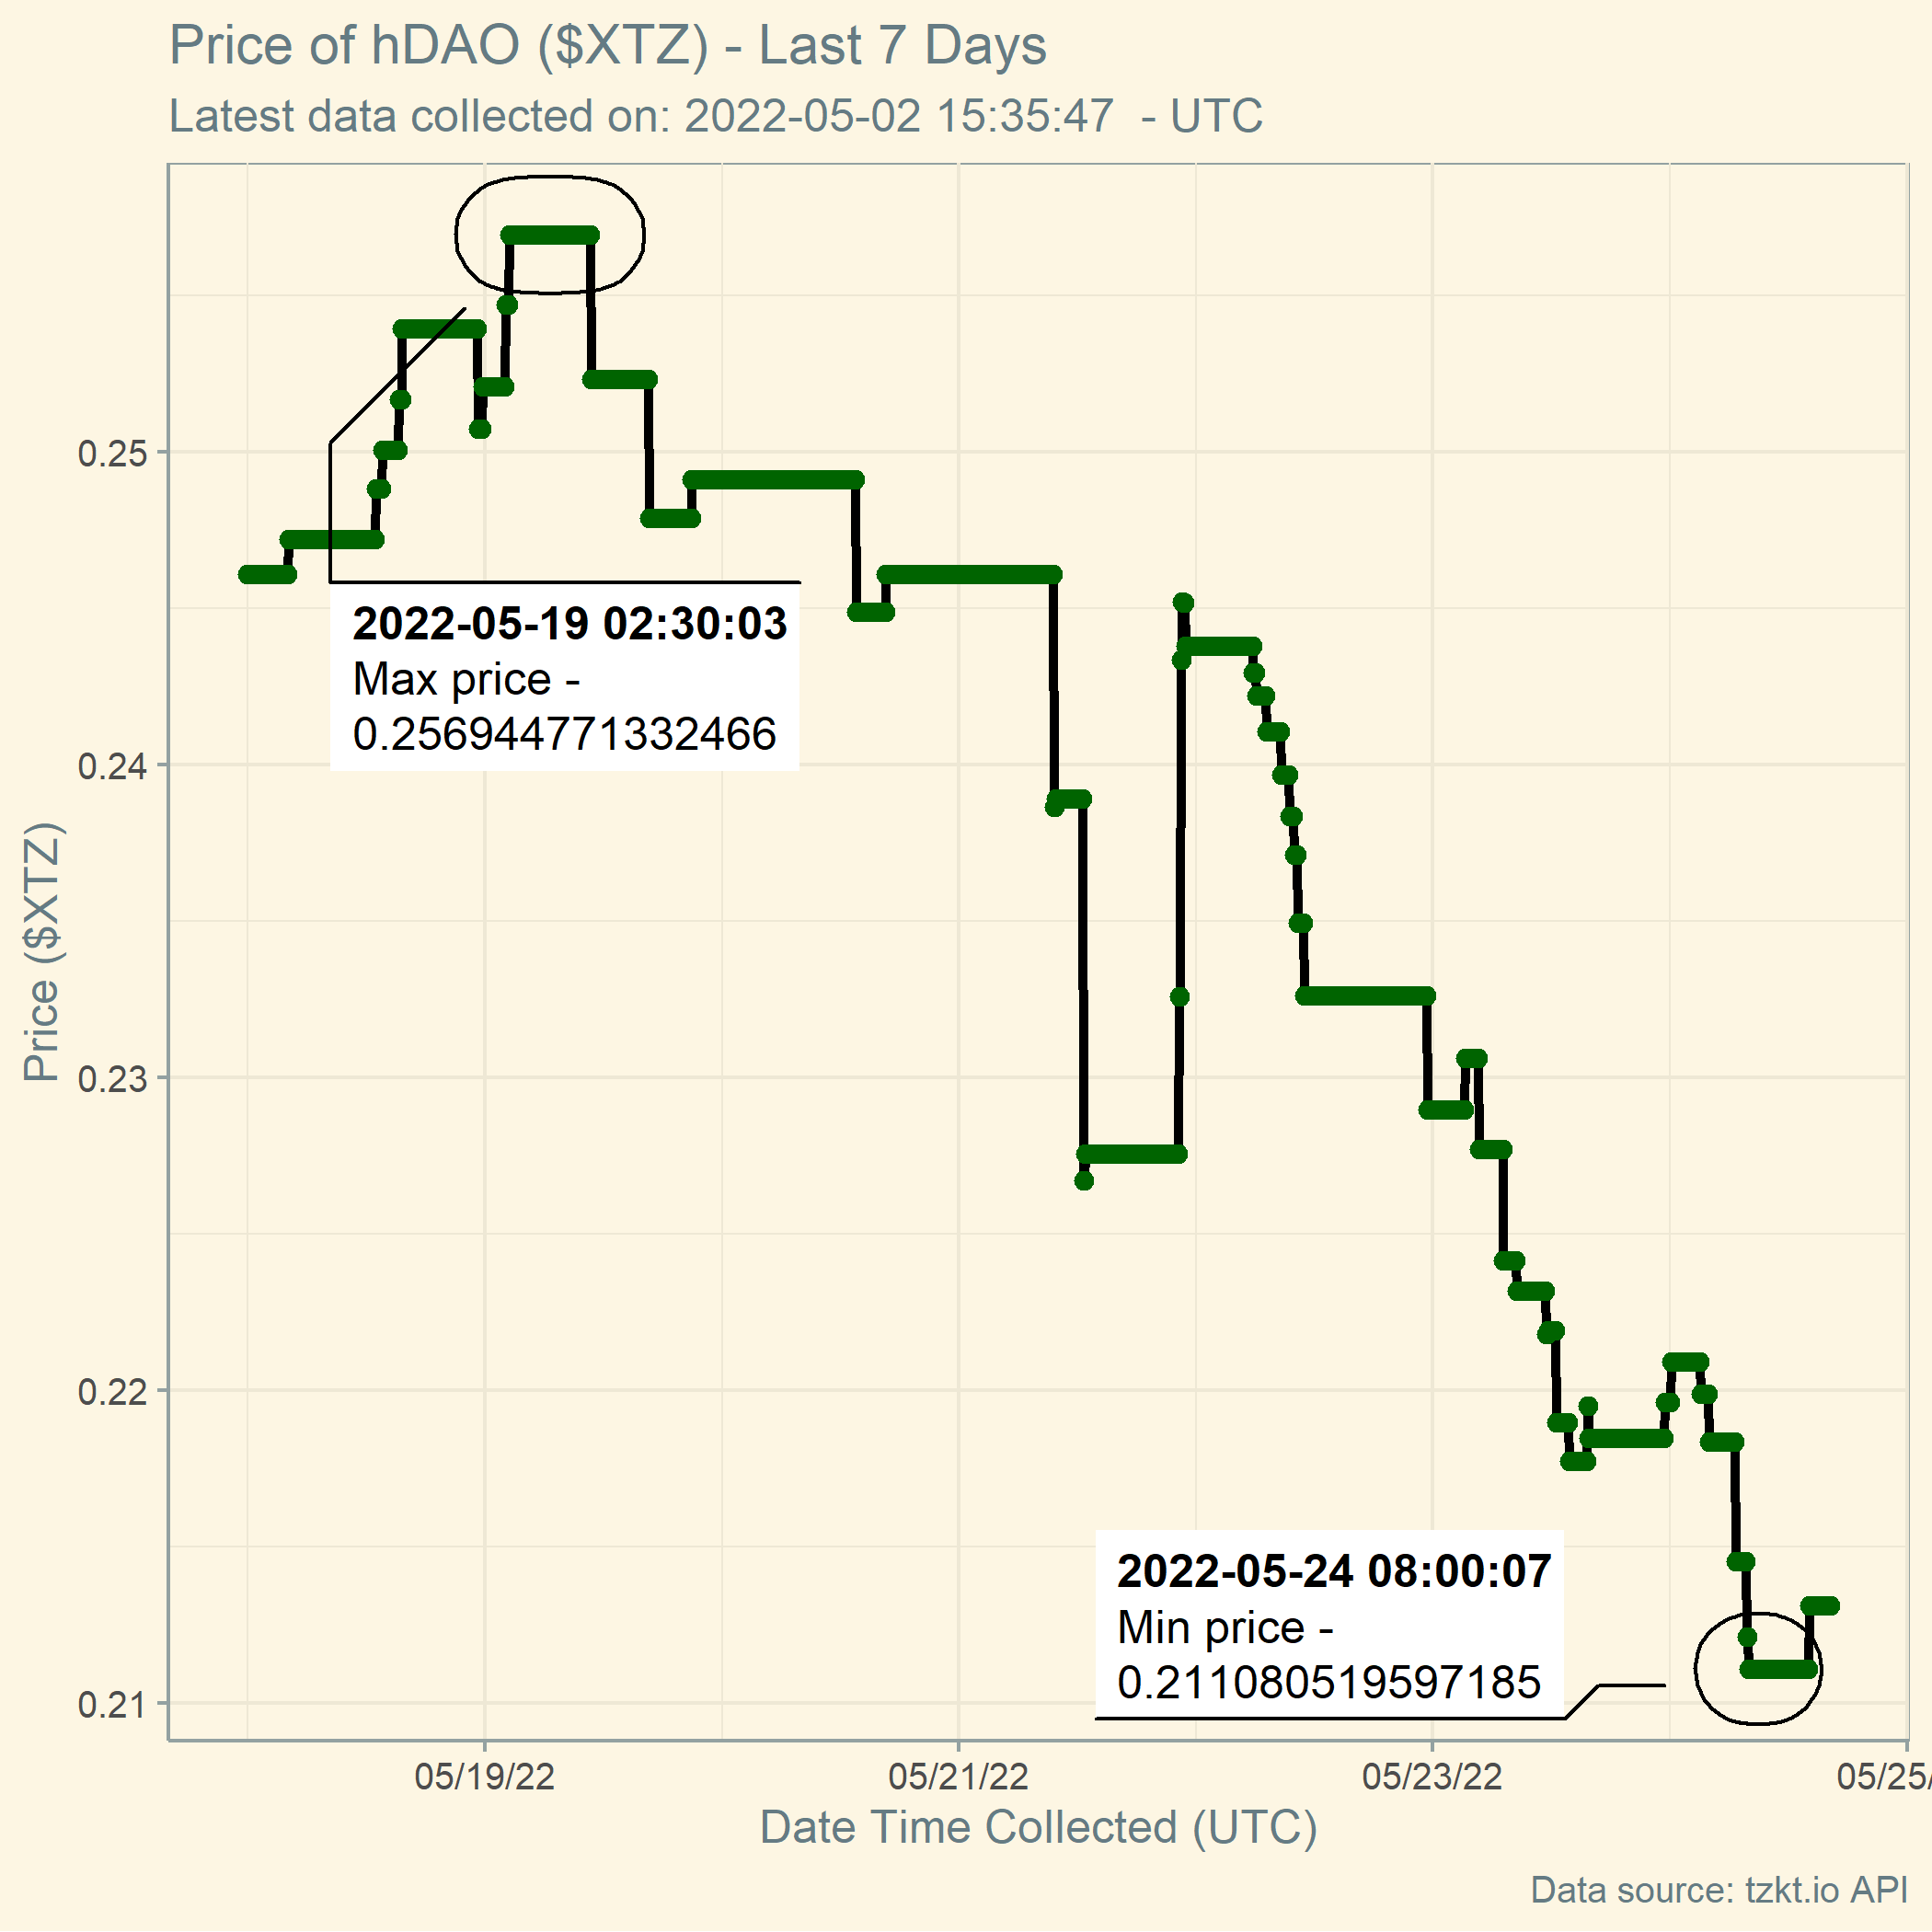 Price of hDAO ($XTZ) - Last 7 Days
Latest data collected on: 2022-05-02 15:35:47  - UTC
Price ($XTZ)
0.25
0.24
0.23
0.22
0.21
2022-05-19 02:30:03
Max price -
0.256944771332466
2022-05-24 08:00:07
Min price -
0.211080519597185
05/19/22
05/21/22
05/23/22
05/25/
Date Time Collected (UTC)
Data source: tzkt.io API